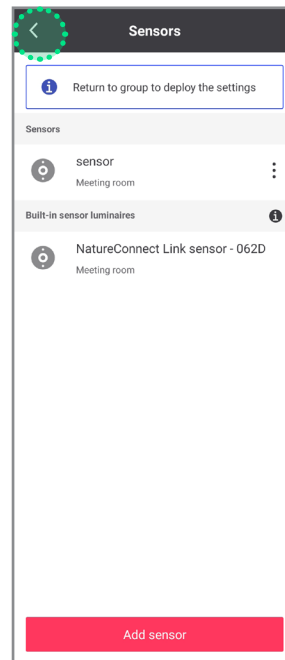 Sensors
Return to group to deploy the settings
Sensors
sensor
Meeting room
Built-in sensor luminaires
NatureConnect Link sensor - 062D
Meeting room
Add sensor